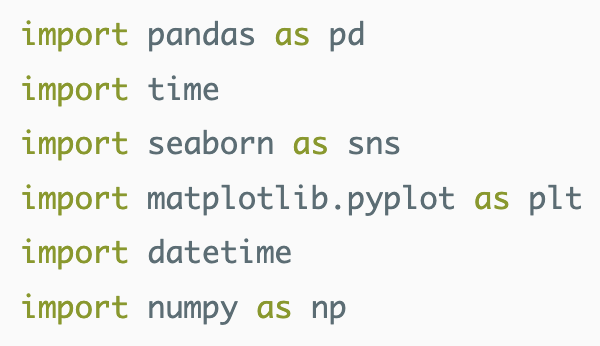 import pandas as pd
import time
import seaborn as sns
import matplotlib.pyplot as plt
import datetime
import numpy as np